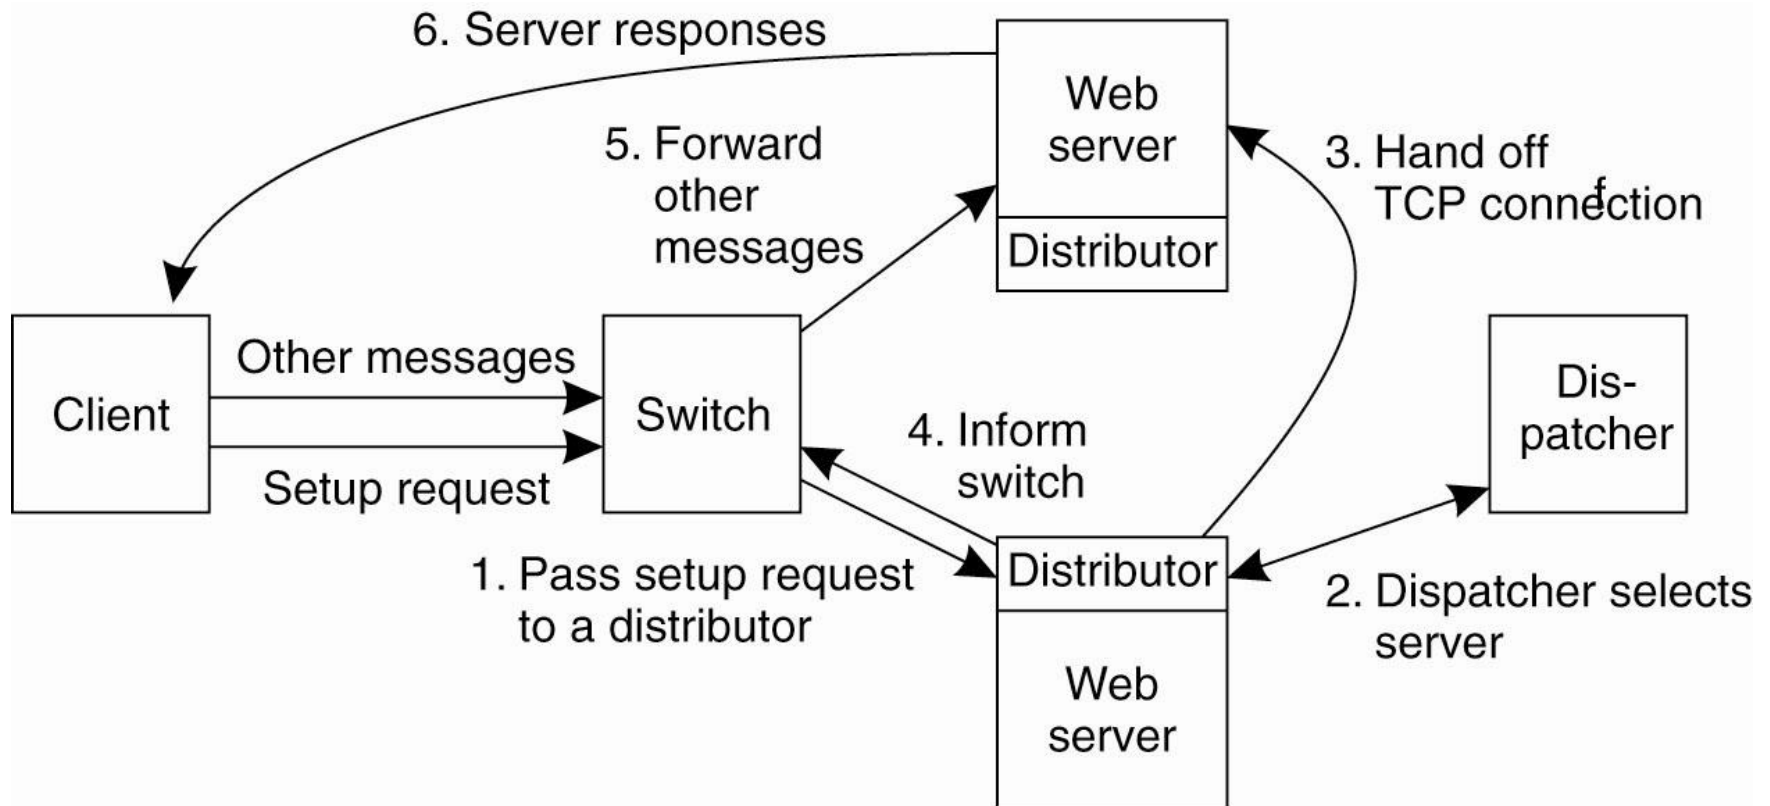 6. Server responses
Web
server
Distributor
5. Forward
other
messages
3. Hand off
TCP connection
f
Client
Other messages
Setup request
Switch
4. Inform
switch
Dis-
patcher
1. Pass setup request
to a distributor
Distributor
Web
server
2. Dispatcher selects
server